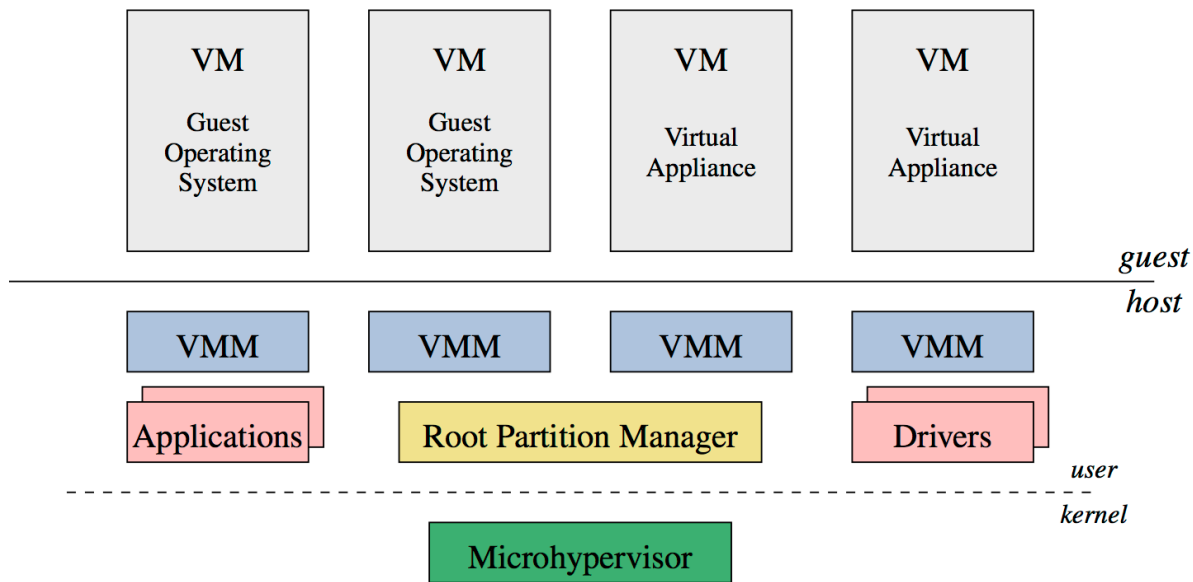 VM
Guest
Operating
System
VM
Guest
Operating
System
VM
Virtual
Appliance
VM
Virtual
Appliance
guest
host
VMM
VMM
VMM
VMM
Applications
Root Partition Manager
Drivers
user
kernel
Microhypervisor